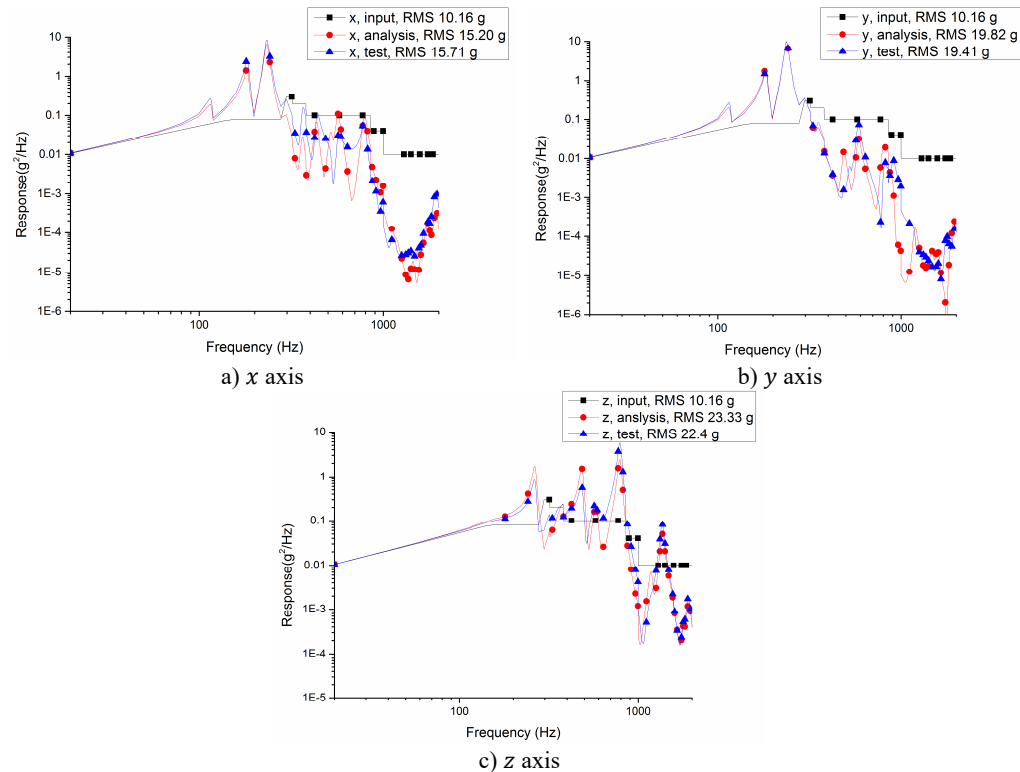 x, input, RMS 10.16 g
x, analysis, RMS 15.20 g
x, test, RMS 15.71 g
10
1
0.1
0.01
1E-3
1E-4
1E-5
1E-6
Response(g²/Hz)
100
1000
Frequency (Hz)
a) x axis
y, input, RMS 10.16 g
y, analysis, RMS 19.82 g
y, test, RMS 19.41 g
10
1
0.1
0.01
1E-3
1E-4
1E-5
1E-6
Response(g²/Hz)
100
1000
Frequency (Hz)
b) y axis
z, input, RMS 10.16 g
z, anslysis, RMS 23.33 g
z, test, RMS 22.4 g
10
1
0.1
0.01
1E-3
1E-4
1E-5
Response(g²/Hz)
100
1000
Frequency (Hz)
c) z axis